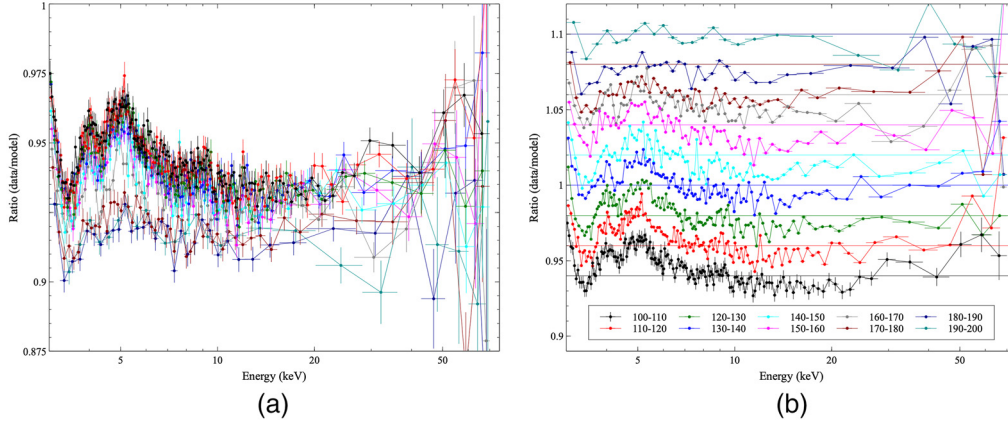 1
0.975
0.95
0.925
0.9
0.875
Ratio (data/model)
5
10
20
50
Energy (keV)
(a)
1.1
1.05
1
0.95
0.9
Ratio (data/model)
100-110 120-130 140-150 160-170 180-190
110-120 130-140 150-160 170-180 190-200
5
10
20
50
Energy (keV)
(b)